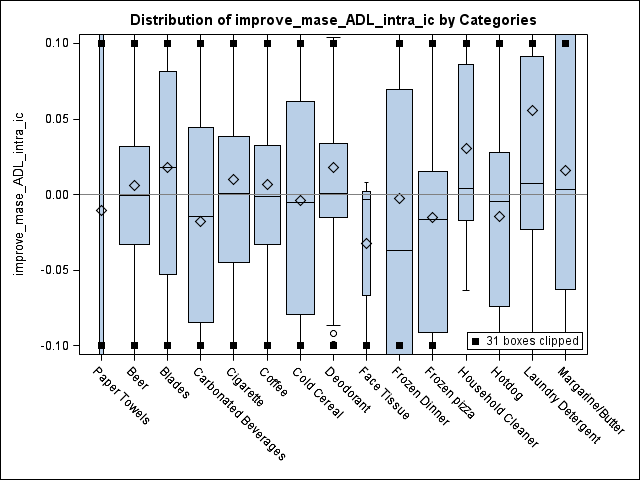 Distribution of improve_mase_ADL_intra_ic by Categories
improve_mase_ADL_intra_ic
0.10
0.05
0.00
-0.05
-0.10
31 boxes clipped
Paper Towels
Beer
Blades
Carbonated Beverages
Cigarette
Coffee
Cold Cereal
Deodorant
Face Tissue
Frozen Dinner
Frozen pizza
Household Cleaner
Hotdog
Laundry Detergent
Margarine/Butter